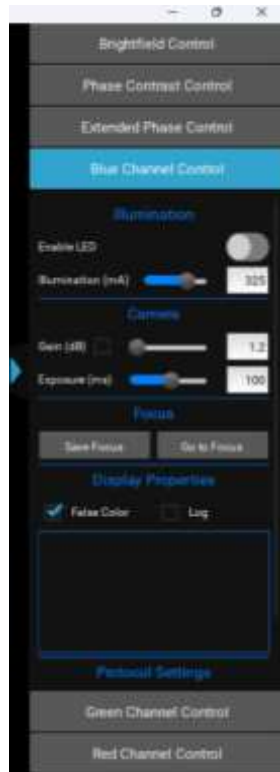 Brightfield Control
Phase Contrast Control
Extended Phase Control
Blue Channel Control
Illumination
Enable LED
Illumination (mA) 325
Camera
Gain (dB) 1.2
Exposure (ms) 100
Focus
Save Focus Go to Focus
Display Properties
False Color Log
Protocol Settings
Green Channel Control
Red Channel Control